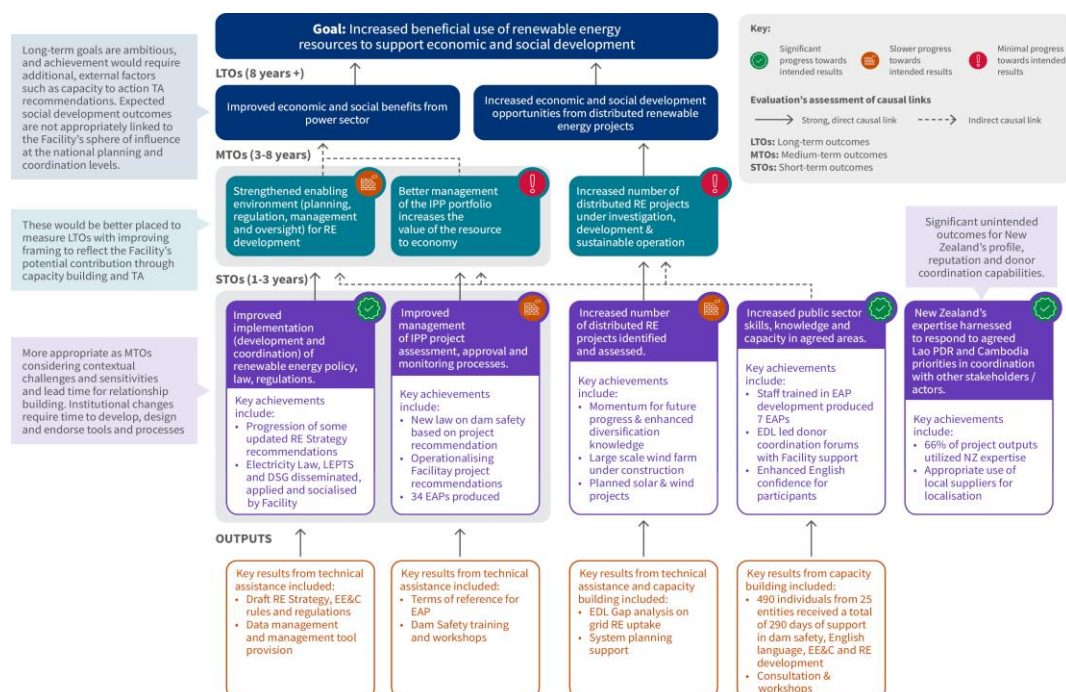 Goal: Increased beneficial use of renewable energy
resources to support economic and social development
Key:
Significant
progress towards
intended results
Slower progress
towards
intended results
Minimal progress
towards intended
results
Evaluation's assessment of causal links
Strong, direct causal link
Indirect causal link
LTOs: Long-term outcomes
MTOs: Medium-term outcomes
STOs: Short-term outcomes
Long-term goals are ambitious,
and achievement would require
additional, external factors
such as capacity to action TA
recommendations. Expected
social development outcomes
are not appropriately linked to
the Facility's sphere of influence
at the national planning and
coordination levels.
LTOs (8 years +)
Improved economic and social benefits from
power sector
Increased economic and social development
opportunities from distributed renewable
energy projects
MTOs (3-8 years)
Strengthened enabling
environment (planning,
regulation, management
and oversight) for RE
development
Better management
of the IPP portfolio
increases the
value of the resource
to economy
Increased number of
distributed RE projects
under investigation,
development &
sustainable operation
These would be better placed to
measure LTOs with improving
framing to reflect the Facility's
potential contribution through
capacity building and TA
Significant unintended
outcomes for New
Zealand's profile,
reputation and donor
coordination capabilities.
STOs (1-3 years)
More appropriate as MTOs
considering contextual
challenges and sensitivities
and lead time for relationship
building. Institutional changes
require time to develop, design
and endorse tools and processes
Improved
implementation
(development and
coordination) of
renewable energy policy,
law, regulations.
Key achievements
include:
• Progression of some
updated RE Strategy
recommendations
• Electricity Law, LEPTS
and DSG disseminated,
applied and socialised
by Facility
Improved
management
of IPP project
assessment, approval and
monitoring processes.
Key achievements
include:
• New law on dam safety
based on project
recommendation
• Operationalising
Facilitay project
recommendations
• 34 EAPs produced
Increased number
of distributed RE
projects identified
and assessed.
Key achievements
include:
• Momentum for future
progress & enhanced
diversification
knowledge
• Large scale wind farm
under construction
• Planned solar & wind
projects
Increased public sector
skills, knowledge and
capacity in agreed areas.
Key achievements
include:
• Staff trained in EAP
development produced
7 EAPs
• EDL led donor
coordination forums
with Facility support
• Enhanced English
confidence for
participants
New Zealand's
expertise harnessed
to respond to agreed
Lao PDR and Cambodia
priorities in coordination
with other stakeholders /
actors.
Key achievements
include:
• 66% of project outputs
utilized NZ expertise
• Appropriate use of
local suppliers for
localisation
OUTPUTS
Key results from technical
assistance included:
• Draft RE Strategy, EE&C
rules and regulations
• Data management
and management tool
provision
Key results from technical
assistance included:
• Terms of reference for
EAP
• Dam Safety training
and workshops
Key results from technical
assistance and capacity
building included:
• EDL Gap analysis on
grid RE uptake
• System planning
support
Key results from capacity
building included:
• 490 individuals from 25
entities received a total
of 290 days of support
in dam safety, English
language, EE&C and RE
development
• Consultation &
workshops